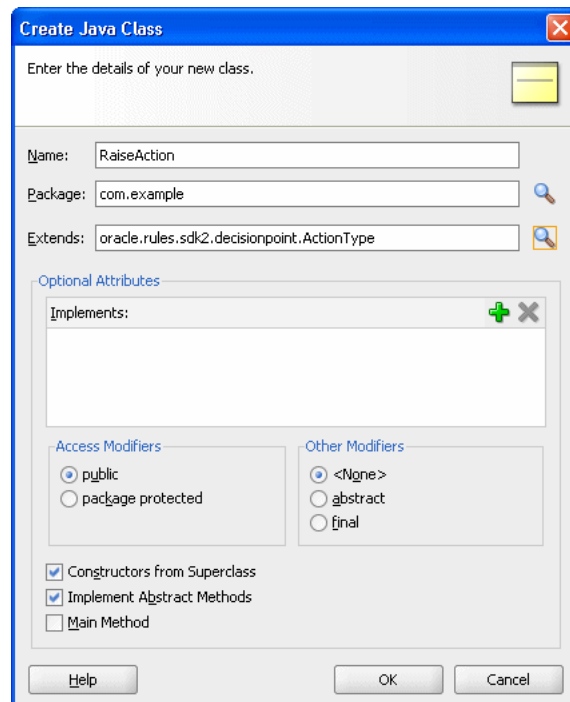 Create Java Class
Enter the details of your new class.
Name: RaiseAction
Package: com.example
Extends: oracle.rules.sdk2.decisionpoint.ActionType
Optional Attributes
Implements:
Access Modifiers
public
package protected
Other Modifiers
<None>
abstract
final
Constructors from Superclass
Implement Abstract Methods
Main Method
Help OK Cancel